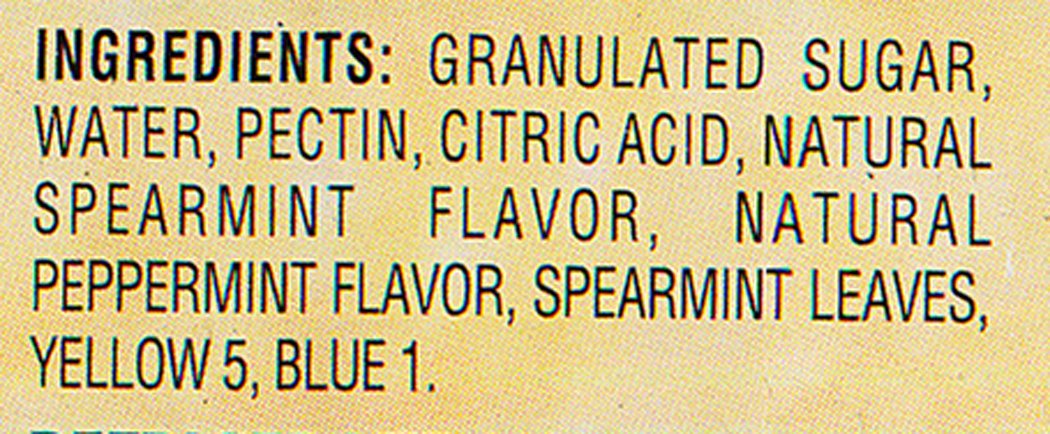 INGREDIENTS: GRANULATED SUGAR,
WATER, PECTIN, CITRIC ACID, NATURAL
SPEARMINT FLAVOR, NATURAL
PEPPERMINT FLAVOR, SPEARMINT LEAVES,
YELLOW 5, BLUE 1.